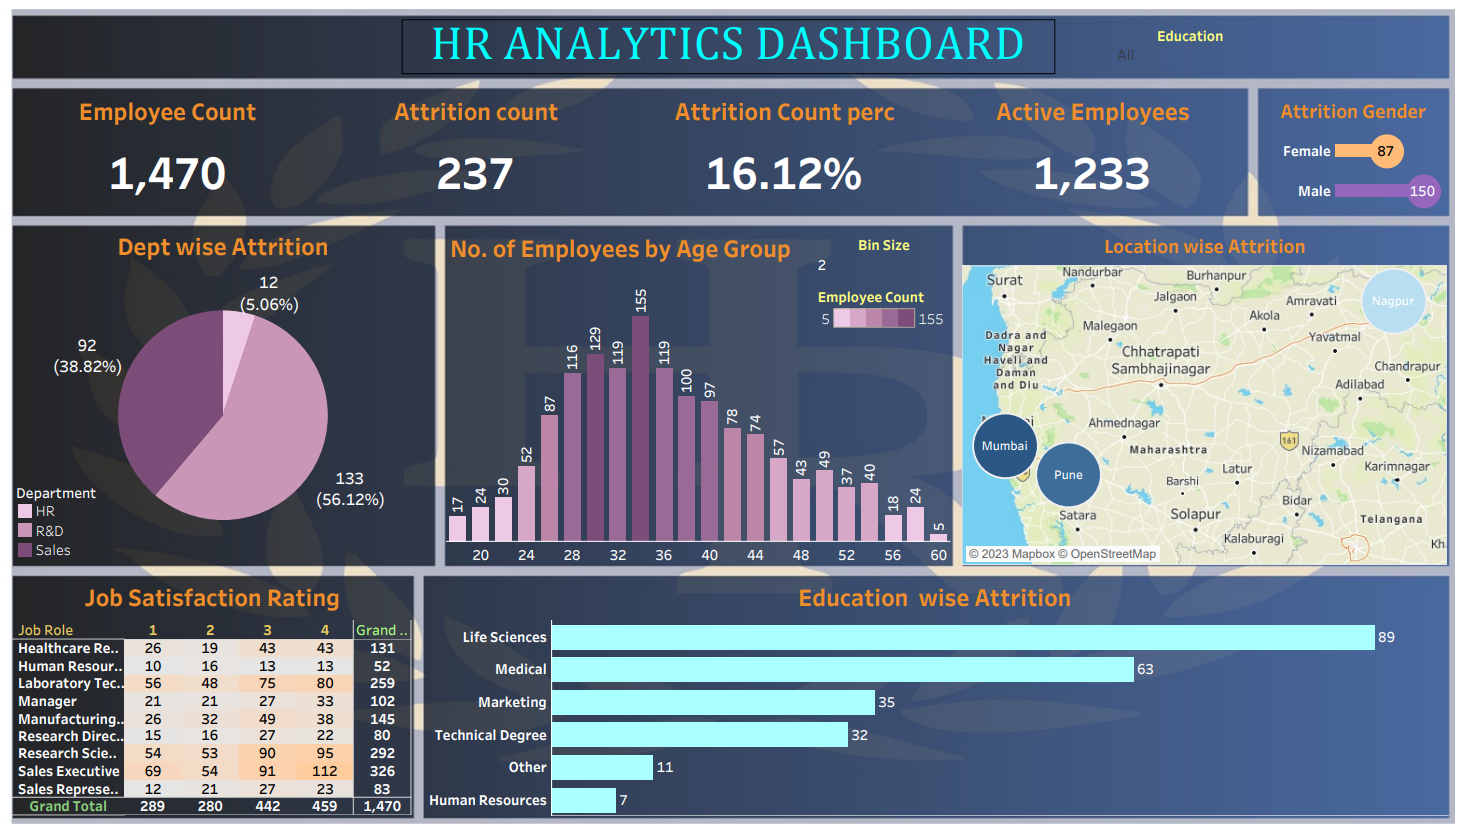 HR ANALYTICS DASHBOARD
Education
All
Employee Count
Attrition count
Attrition Count perc
Active Employees
1,470
237
16.12%
1,233
Attrition Gender
Female 87
Male 150
Dept wise Attrition
12
(5.06%)
92
(38.82%)
133
(56.12%)
Department
HR
R&D
Sales
No. of Employees by Age Group
Bin Size
2
Employee Count
5 155
17 24 30 52 87 116 129 119 155 119 100 97 78 74 57 43 49 37 40 18 24 5
20 24 28 32 36 40 44 48 52 56 60
Location wise Attrition
Surat
Nandurbar
Burhanpur
Jalgaon
Amravati
Nagpur
Akola
Malegaon
Yavatmal
Dadra and
Nagar
Haveli and
Daman
and Diu
Chhatrapati
Sambhajinagar
Chandrapur
Adilabad
Ahmednagar
Mumbai
Maharashtra
161
Nizamabad
Pune
Latur
Karimnagar
Barshi
Bidar
Satara
Solapur
Telangana
Kalaburagi
Kh
© 2023 Mapbox © OpenStreetMap
Job Satisfaction Rating
Job Role 1 2 3 4 Grand ..
Healthcare Re.. 26 19 43 43 131
Human Resour.. 10 16 13 13 52
Laboratory Tec.. 56 48 75 80 259
Manager 21 21 27 33 102
Manufacturing.. 26 32 49 38 145
Research Direc.. 15 16 27 22 80
Research Scie.. 54 53 90 95 292
Sales Executive 69 54 91 112 326
Sales Represe.. 12 21 27 23 83
Grand Total 289 280 442 459 1,470
Education wise Attrition
Life Sciences 89
Medical 63
Marketing 35
Technical Degree 32
Other 11
Human Resources 7